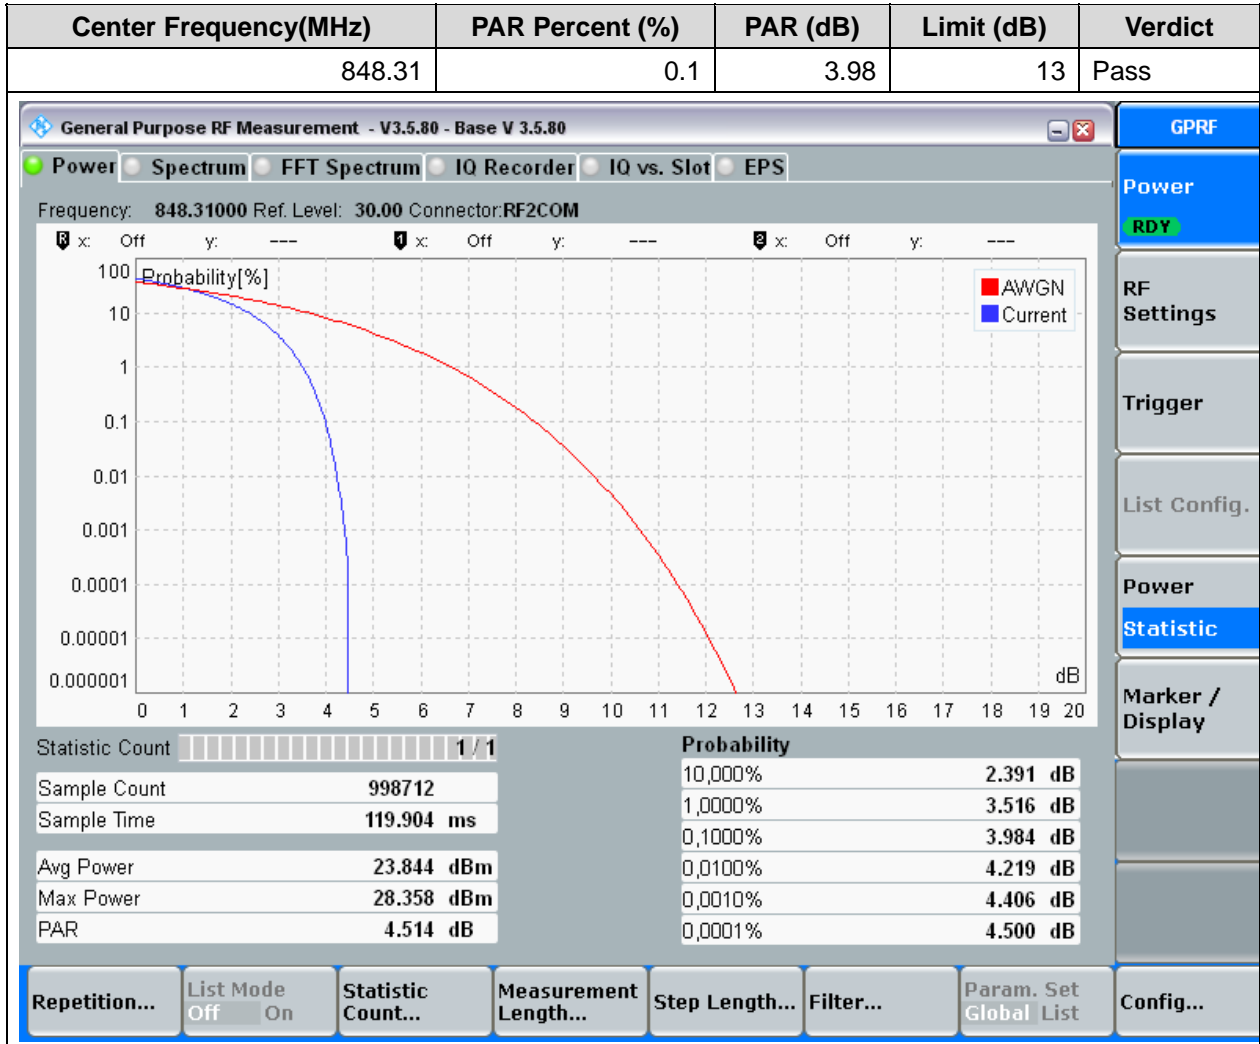 Center Frequency(MHz) PAR Percent (%) PAR (dB) Limit (dB) Verdict
848.31 0.1 3.98 13 Pass
General Purpose RF Measurement - V3.5.80 - Base V 3.5.80
GPRF
Power Spectrum FFT Spectrum IQ Recorder IQ vs. Slot EPS
Power
RDY
Frequency: 848.31000 Ref. Level: 30.00 Connector:RF2COM
R x: Off y: --- 1 x: Off y: --- 2 x: Off y: ---
100 Probability[%]
AWGN
Current
10
1
0.1
0.01
0.001
0.0001
0.00001
0.000001
dB
0 1 2 3 4 5 6 7 8 9 10 11 12 13 14 15 16 17 18 19 20
RF
Settings
Trigger
List Config.
Power
Statistic
Marker /
Display
Statistic Count 1 / 1
Sample Count 998712
Sample Time 119.904 ms
Avg Power 23.844 dBm
Max Power 28.358 dBm
PAR 4.514 dB
Probability
10,000% 2.391 dB
1,0000% 3.516 dB
0,1000% 3.984 dB
0,0100% 4.219 dB
0,0010% 4.406 dB
0,0001% 4.500 dB
Repetition...
List Mode
Off On
Statistic
Count...
Measurement
Length...
Step Length...
Filter...
Param. Set
Global List
Config...